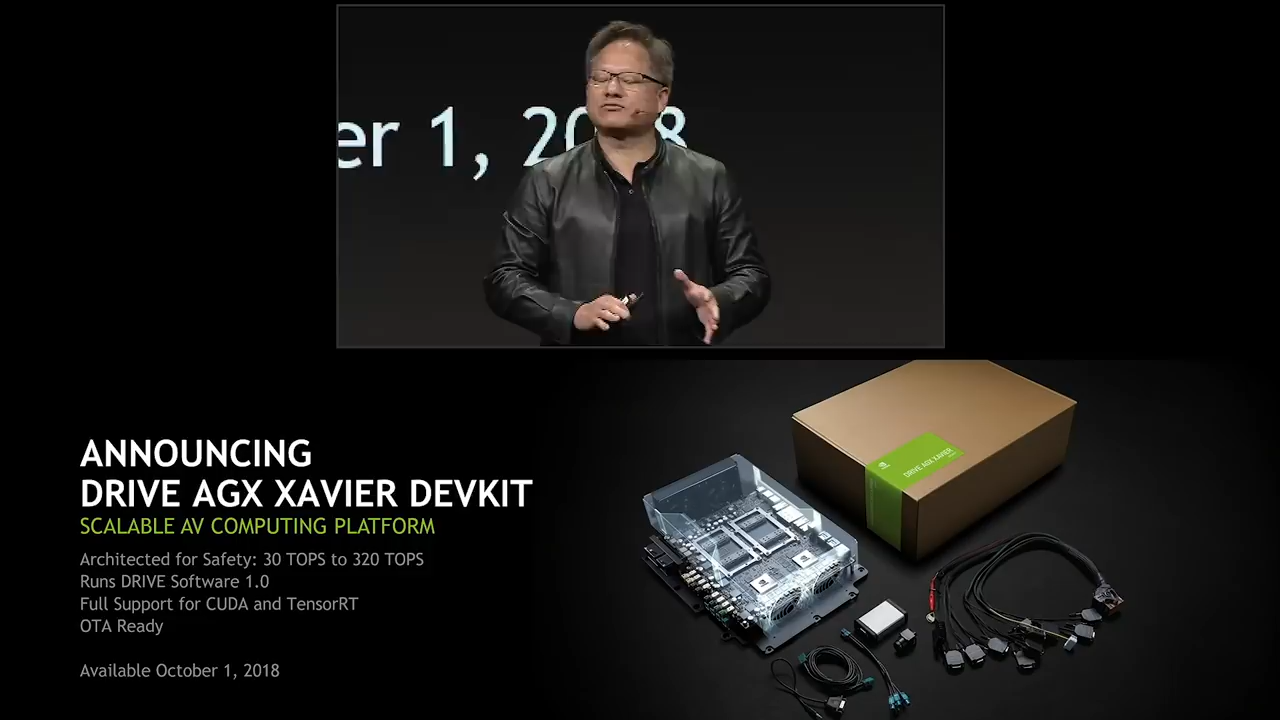 er 1, 20 8
ANNOUNCING
DRIVE AGX XAVIER DEVKIT
SCALABLE AV COMPUTING PLATFORM
Architected for Safety: 30 TOPS to 320 TOPS
Runs DRIVE Software 1.0
Full Support for CUDA and TensorRT
OTA Ready
Available October 1, 2018
DRIVE AGX XAVIER